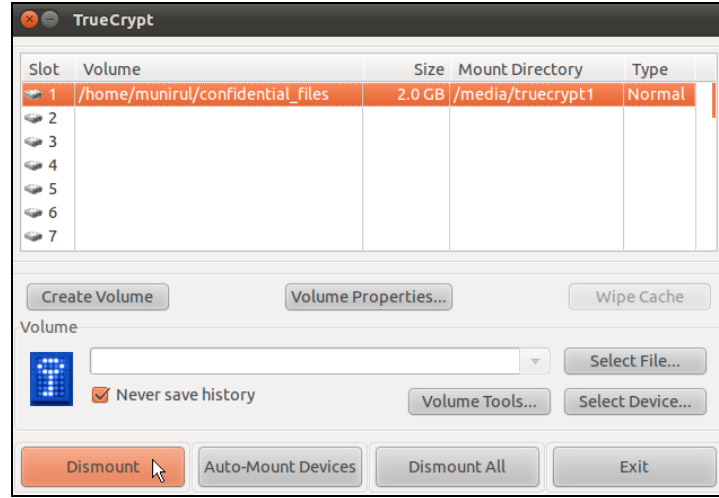 TrueCrypt
Slot Volume Size Mount Directory Type
1 /home/munirul/confidential_files 2.0 GB /media/truecrypt1 Normal
2
3
4
5
6
7
Create Volume Volume Properties... Wipe Cache
Volume
Select File...
Never save history Volume Tools... Select Device...
Dismount Auto-Mount Devices Dismount All Exit